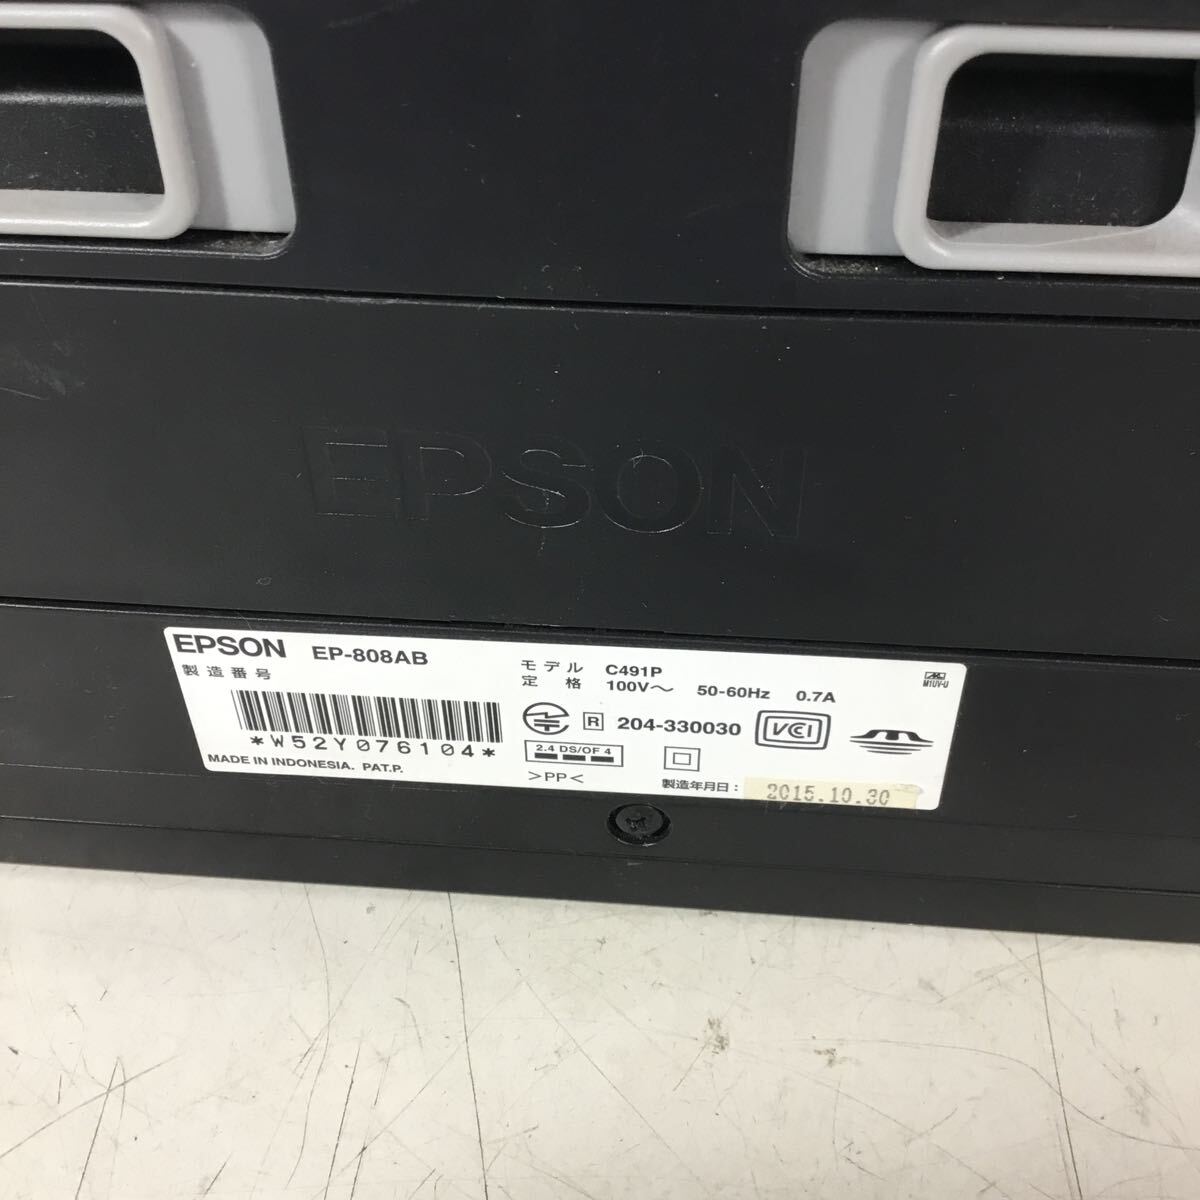 EPSON
EPSON EP-808AB
製造番号
*W52Y076104*
MADE IN INDONESIA. PAT.P.
モデル C491P
定格 100V～ 50-60Hz 0.7A
R 204-330030 VCCI
2.4 DS/OF 4
>PP<
製造年月日: 2015.10.30
M1UV-U